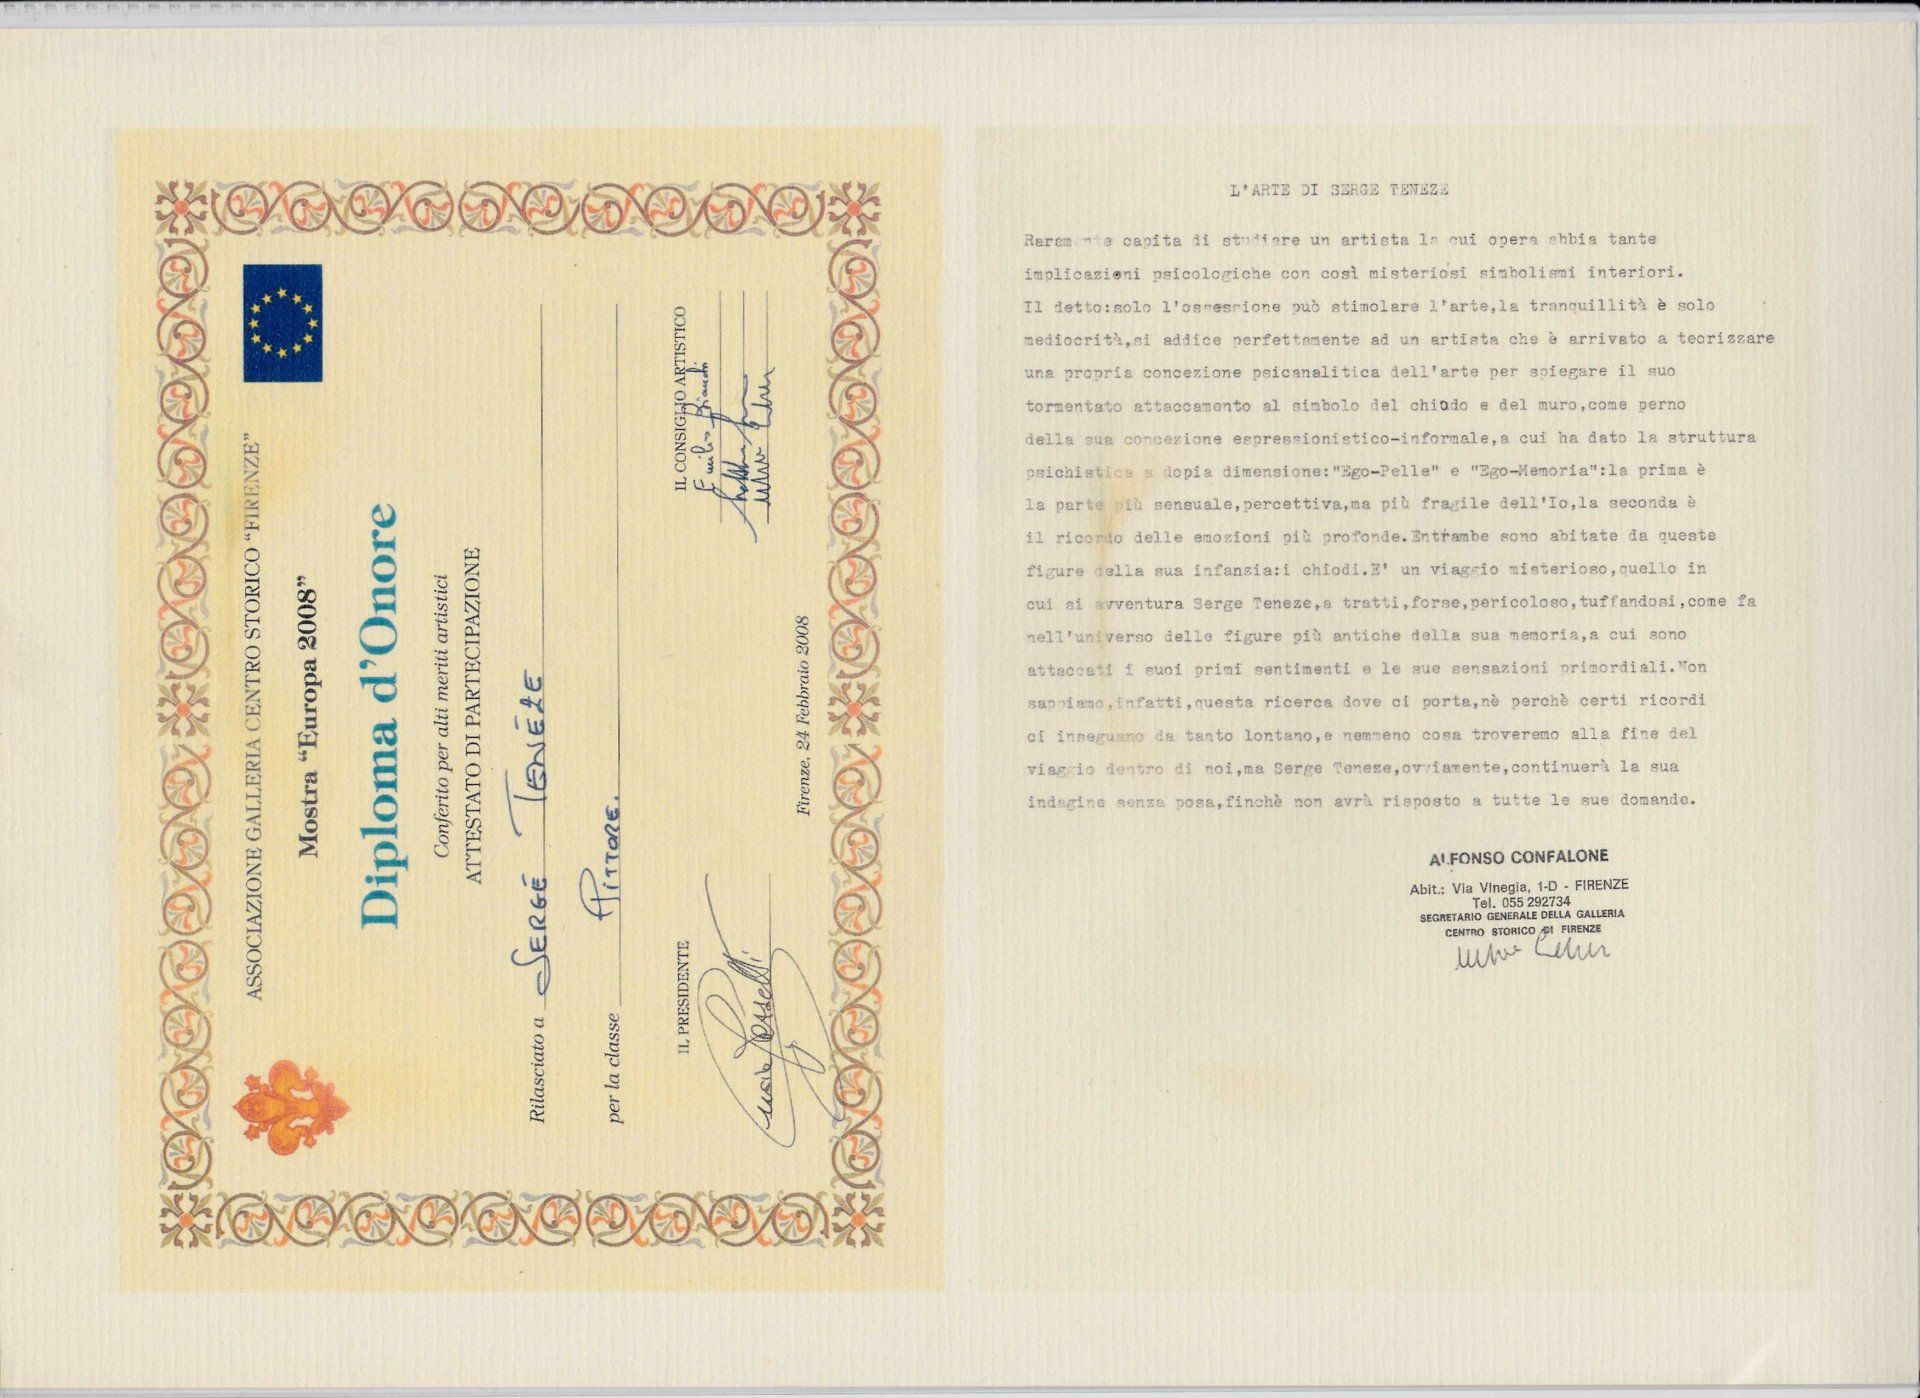 ASSOCIAZIONE GALLERIA CENTRO STORICO "FIRENZE"
Mostra "Europa 2008"
Diploma d'Onore
Conferito per alti meriti artistici
ATTESTATO DI PARTECIPAZIONE
Rilasciato a SERGE TENÉZE
per la classe PITTORE.
IL PRESIDENTE
IL CONSIGLIO ARTISTICO
Emilio Bianchi
Firenze, 24 Febbraio 2008
L'ARTE DI SERGE TENEZE
Raramente capita di studiare un artista la cui opera abbia tante
implicazioni psicologiche con così misteriosi simbolismi interiori.
Il detto:solo l'ossessione può stimolare l'arte,la tranquillità è solo
mediocrità,si addice perfettamente ad un artista che è arrivato a teorizzare
una propria concezione psicanalitica dell'arte per spiegare il suo
tormentato attaccamento al simbolo del chiodo e del muro,come perno
della sua concezione espressionistico-informale,a cui ha dato la struttura
psichistica a dopia dimensione:"Ego-Pelle" e "Ego-Memoria":la prima è
la parte più sensuale,percettiva,ma più fragile dell'Io,la seconda è
il ricordo delle emozioni più profonde.Entrambe sono abitate da queste
figure della sua infanzia:i chiodi.E' un viaggio misterioso,quello in
cui si avventura Serge Teneze,a tratti,forse,pericoloso,tuffandosi,come fa
nell'universo delle figure più antiche della sua memoria,a cui sono
attaccati i suoi primi sentimenti e le sue sensazioni primordiali.Non
sappiamo,infatti,questa ricerca dove ci porta,nè perchè certi ricordi
ci inseguano da tanto lontano,e nemmeno cosa troveremo alla fine del
viaggio dentro di noi,ma Serge Teneze,ovviamente,continuerà la sua
indagine senza posa,finchè non avrà risposto a tutte le sue domande.
ALFONSO CONFALONE
Abit.: Via Vinegia, 1-D - FIRENZE
Tel. 055 292734
SEGRETARIO GENERALE DELLA GALLERIA
CENTRO STORICO DI FIRENZE